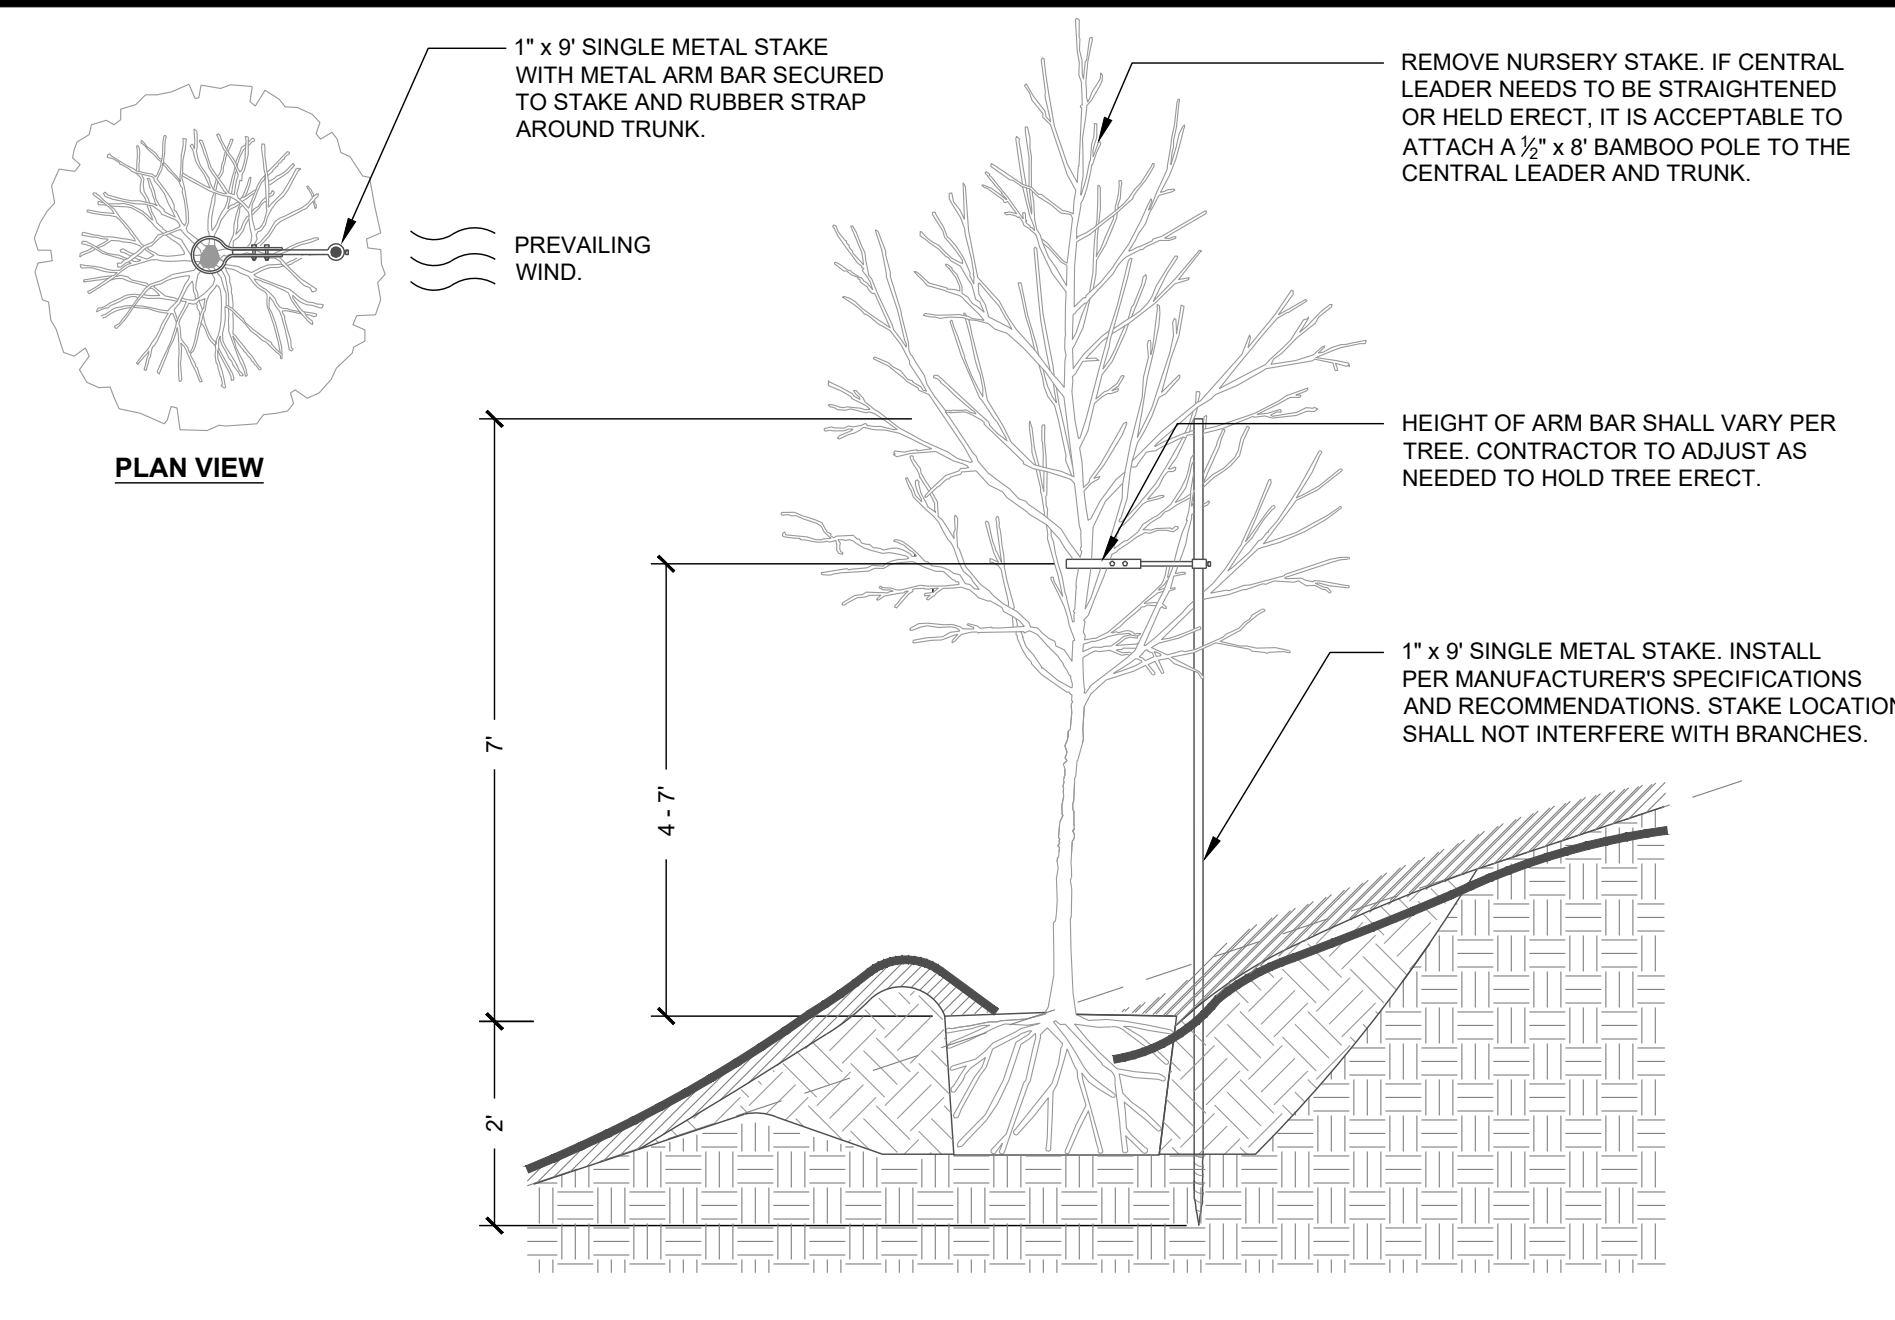 1" x 9' SINGLE METAL STAKE
WITH METAL ARM BAR SECURED
TO STAKE AND RUBBER STRAP
AROUND TRUNK.
PREVAILING
WIND.
PLAN VIEW
REMOVE NURSERY STAKE. IF CENTRAL
LEADER NEEDS TO BE STRAIGHTENED
OR HELD ERECT, IT IS ACCEPTABLE TO
ATTACH A ½" x 8' BAMBOO POLE TO THE
CENTRAL LEADER AND TRUNK.
HEIGHT OF ARM BAR SHALL VARY PER
TREE. CONTRACTOR TO ADJUST AS
NEEDED TO HOLD TREE ERECT.
1" x 9' SINGLE METAL STAKE. INSTALL
PER MANUFACTURER'S SPECIFICATIONS
AND RECOMMENDATIONS. STAKE LOCATION
SHALL NOT INTERFERE WITH BRANCHES.
7'
4 - 7'
2'